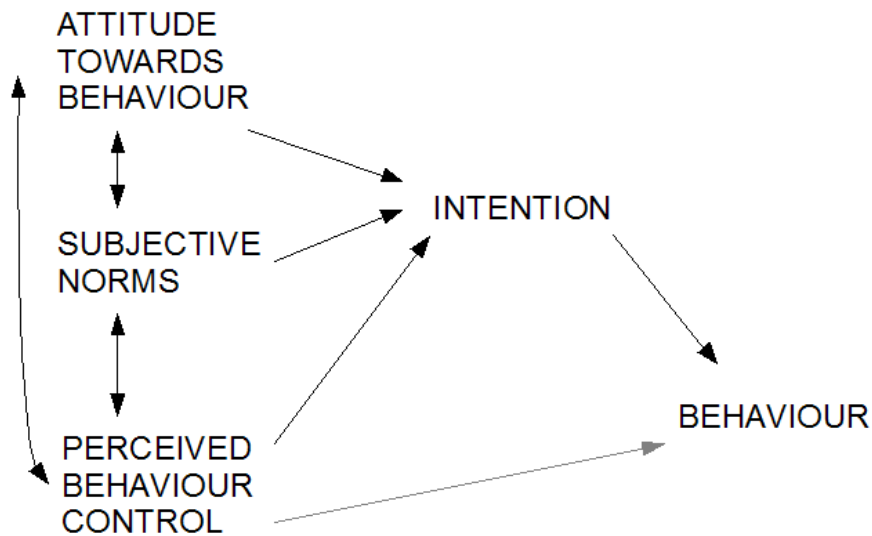 ATTITUDE
TOWARDS
BEHAVIOUR
SUBJECTIVE
NORMS
PERCEIVED
BEHAVIOUR
CONTROL
INTENTION
BEHAVIOUR